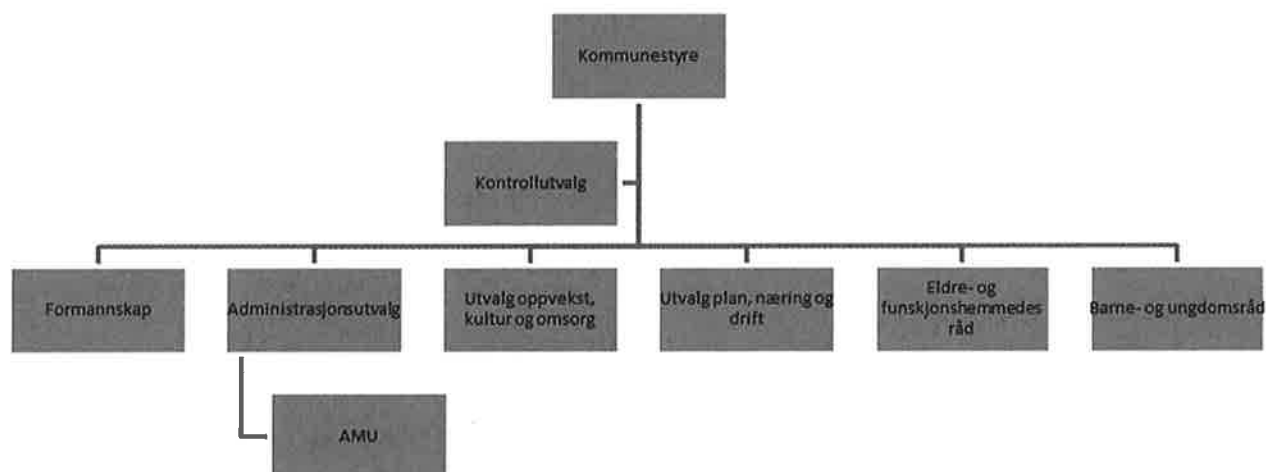 Kommunestyre
Kontrollutvalg
Formannskap
Administrasjonsutvalg
Utvalg oppvekst,
kultur og omsorg
Utvalg plan, næring og
drift
Eldre- og
funskjonshemmedes
råd
Barne- og ungdomsråd
AMU